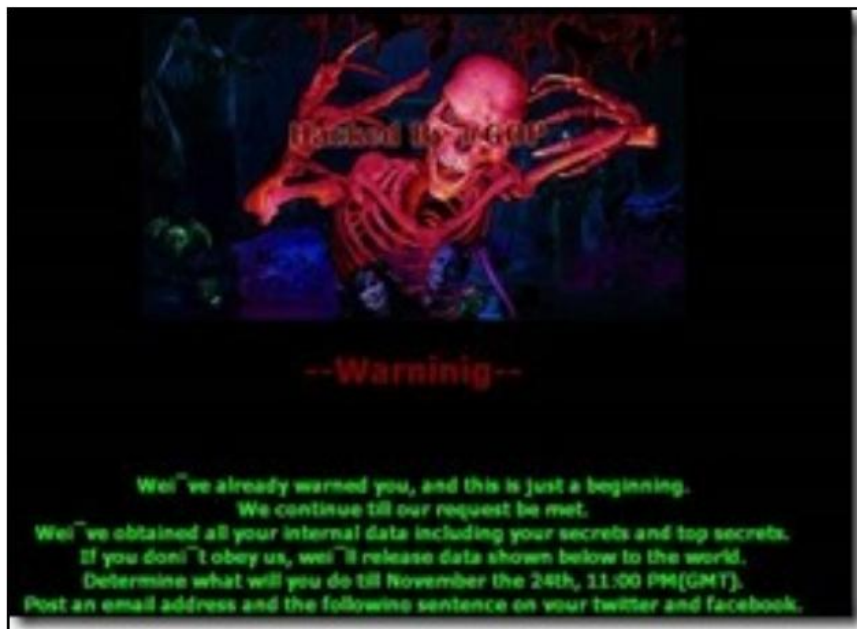 Hacked By #GOP
--Warninig--
Wei¯ve already warned you, and this is just a beginning.
We continue till our request be met.
Wei¯ve obtained all your internal data including your secrets and top secrets.
If you doni¯t obey us, wei¯ll release data shown below to the world.
Determine what will you do till November the 24th, 11:00 PM(GMT).
Post an email address and the following sentence on your twitter and facebook.